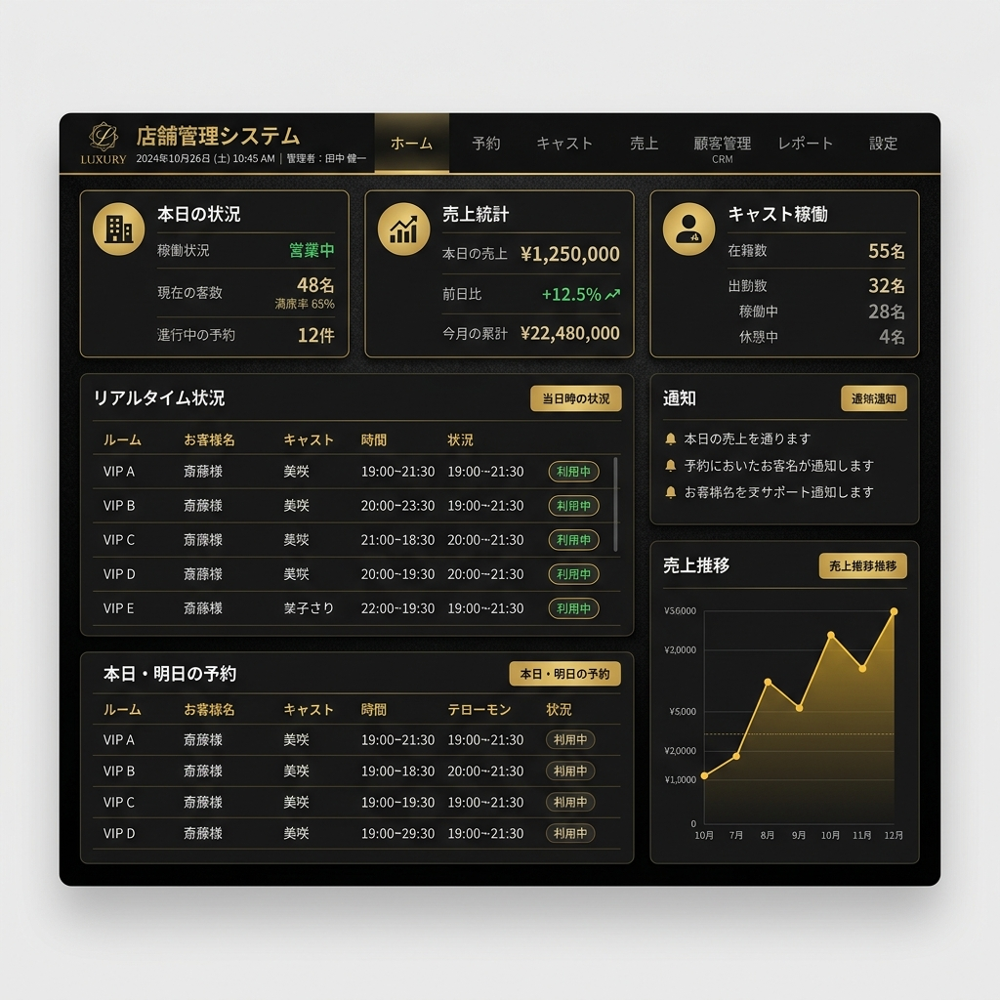 LUXURY
店舗管理システム
2024年10月26日 (土) 10:45 AM | 管理者：田中 健一
ホーム 予約 キャスト 売上 顧客管理 レポート 設定
CRM
本日の状況
稼働状況 営業中
現在の客数 48名
満席率 65%
進行中の予約 12件
売上統計
本日の売上 ¥1,250,000
前日比 +12.5%
今月の累計 ¥22,480,000
キャスト稼働
在籍数 55名
出勤数 32名
稼働中 28名
休憩中 4名
リアルタイム状況 当日時の状況
ルーム お客様名 キャスト 時間 状況
VIP A 斎藤様 美咲 19:00~21:30 19:00~21:30 利用中
VIP B 斎藤様 美咲 20:00~23:30 19:00~21:30 利用中
VIP C 斎藤様 美咲 21:00~18:30 20:00~21:30 利用中
VIP D 斎藤様 美咲 20:00~19:30 19:00~21:30 利用中
VIP E 斎藤様 子さり 22:00~19:30 19:00~21:30 利用中
本日・明日の予約 本日・明日の予約
ルーム お客様名 キャスト 時間 テローモン 状況
VIP A 斎藤様 美咲 19:00~21:30 19:00~21:30 利用中
VIP B 斎藤様 美咲 19:00~18:30 20:00~21:30 利用中
VIP C 斎藤様 美咲 19:00~19:30 19:00~21:30 利用中
VIP D 斎藤様 美咲 19:00~29:30 19:00~21:30 利用中
通知 通知
本日の売上を通ります
予約においたお客名が通知します
お客様名を サポート通知します
売上推移 売上推移推移
¥2,0000
¥5,000
¥2,0000
¥1,0000
0
10月 7月 8月 9月 10月 11月 12月